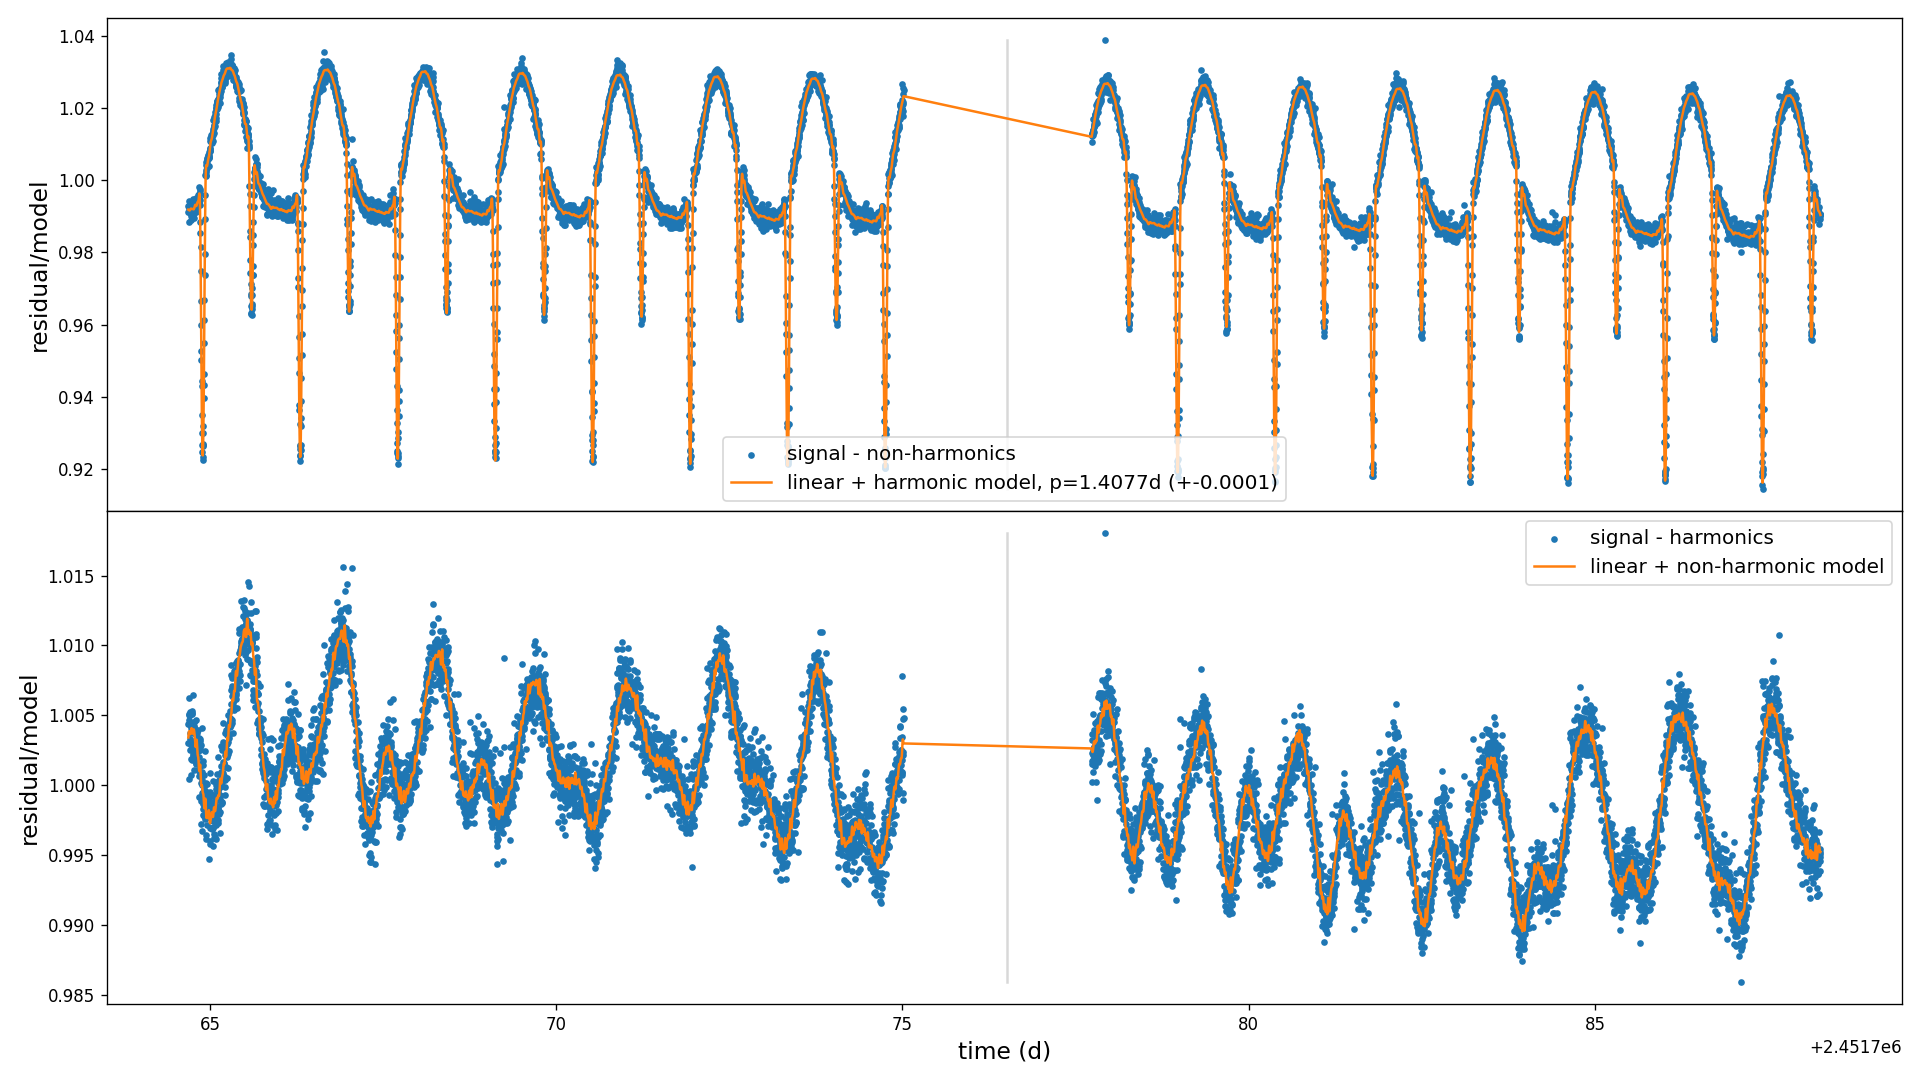 1.04
1.02
1.00
0.98
0.96
0.94
0.92
residual/model
signal - non-harmonics
linear + harmonic model, p=1.4077d (+-0.0001)
signal - harmonics
linear + non-harmonic model
1.015
1.010
1.005
1.000
0.995
0.990
0.985
residual/model
65 70 75 80 85
time (d)
+2.4517e6